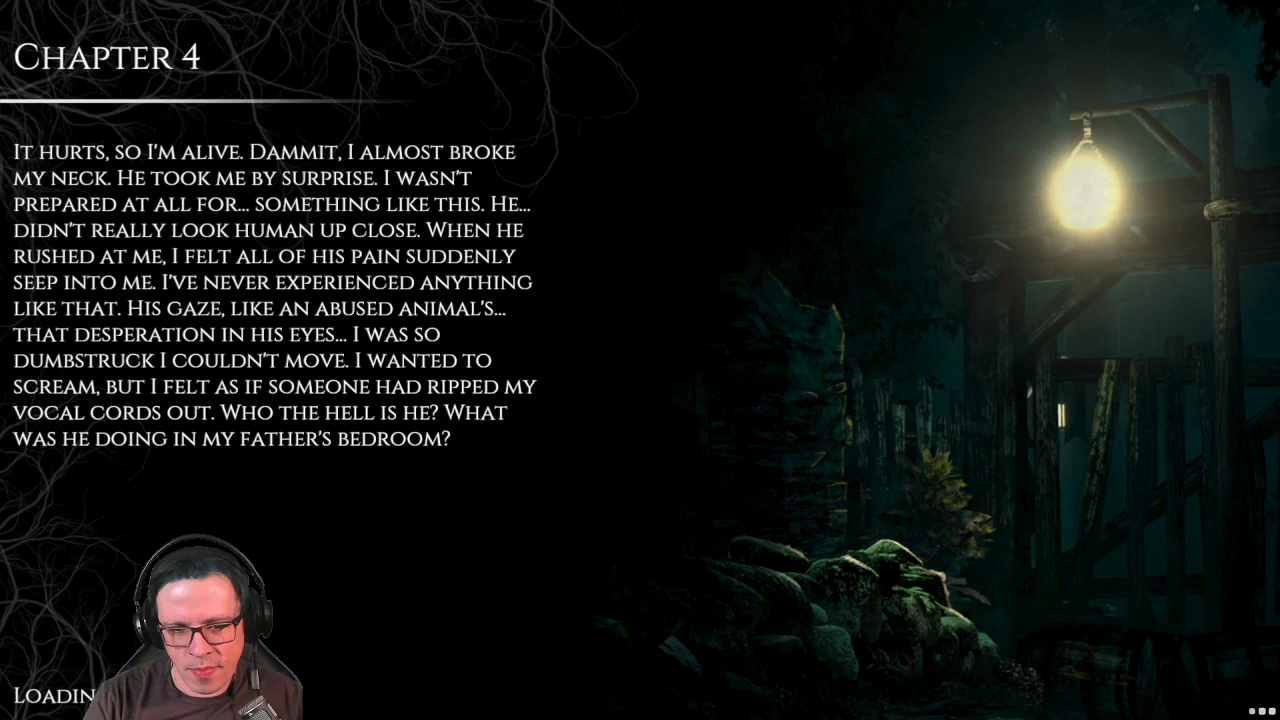 Chapter 4
It hurts, so I'm alive. Dammit, I almost broke
my neck. He took me by surprise. I wasn't
prepared at all for... something like this. He...
didn't really look human up close. When he
rushed at me, I felt all of his pain suddenly
seep into me. I've never experienced anything
like that. His gaze, like an abused animal's...
that desperation in his eyes... I was so
dumbstruck I couldn't move. I wanted to
scream, but I felt as if someone had ripped my
vocal cords out. Who the hell is he? What
was he doing in my father's bedroom?
Loadin